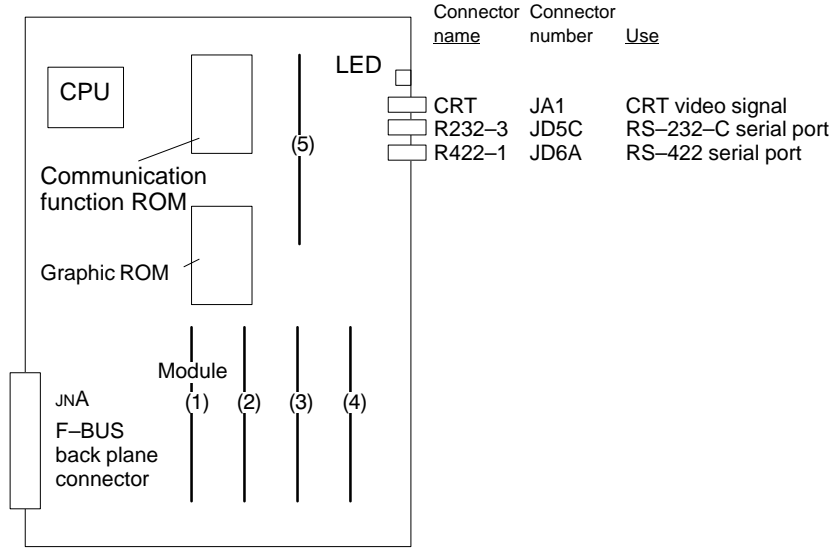 Connector Connector
name number Use
LED
CPU
CRT JA1 CRT video signal
R232–3 JD5C RS–232–C serial port
(5)
R422–1 JD6A RS–422 serial port
Communication
function ROM
Graphic ROM
Module
JNA
(1) (2) (3) (4)
F–BUS
back plane
connector